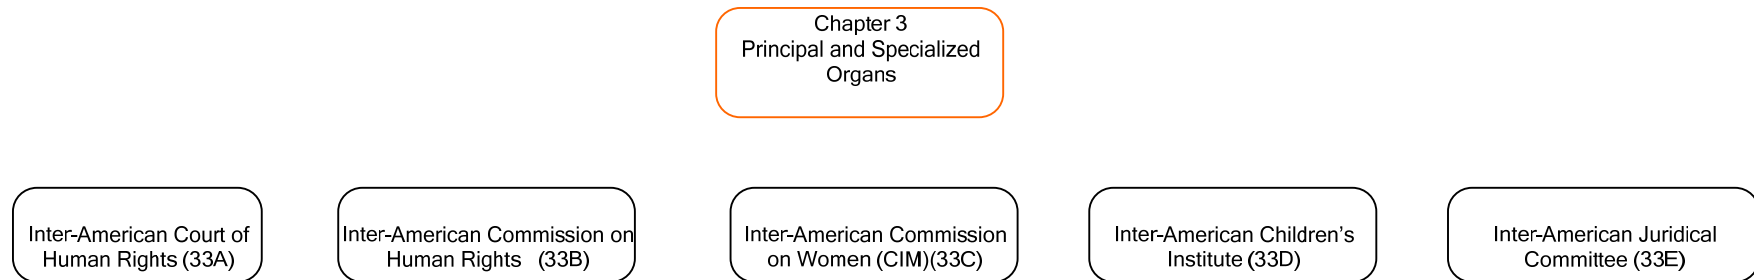 Chapter 3
Principal and Specialized
Organs
Inter-American Court of
Human Rights (33A)
Inter-American Commission on
Human Rights (33B)
Inter-American Commission
on Women (CIM)(33C)
Inter-American Children’s
Institute (33D)
Inter-American Juridical
Committee (33E)